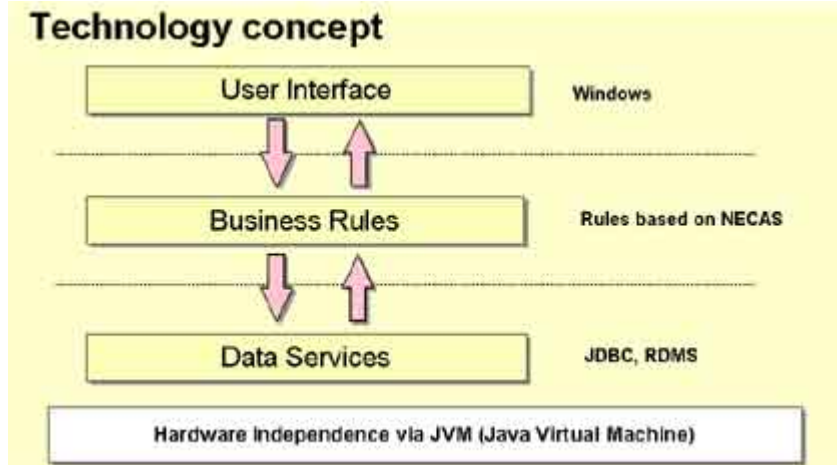 Technology concept
User Interface
Windows
Business Rules
Rules based on NECAS
Data Services
JDBC, RDMS
Hardware Independence via JVM (Java Virtual Machine)